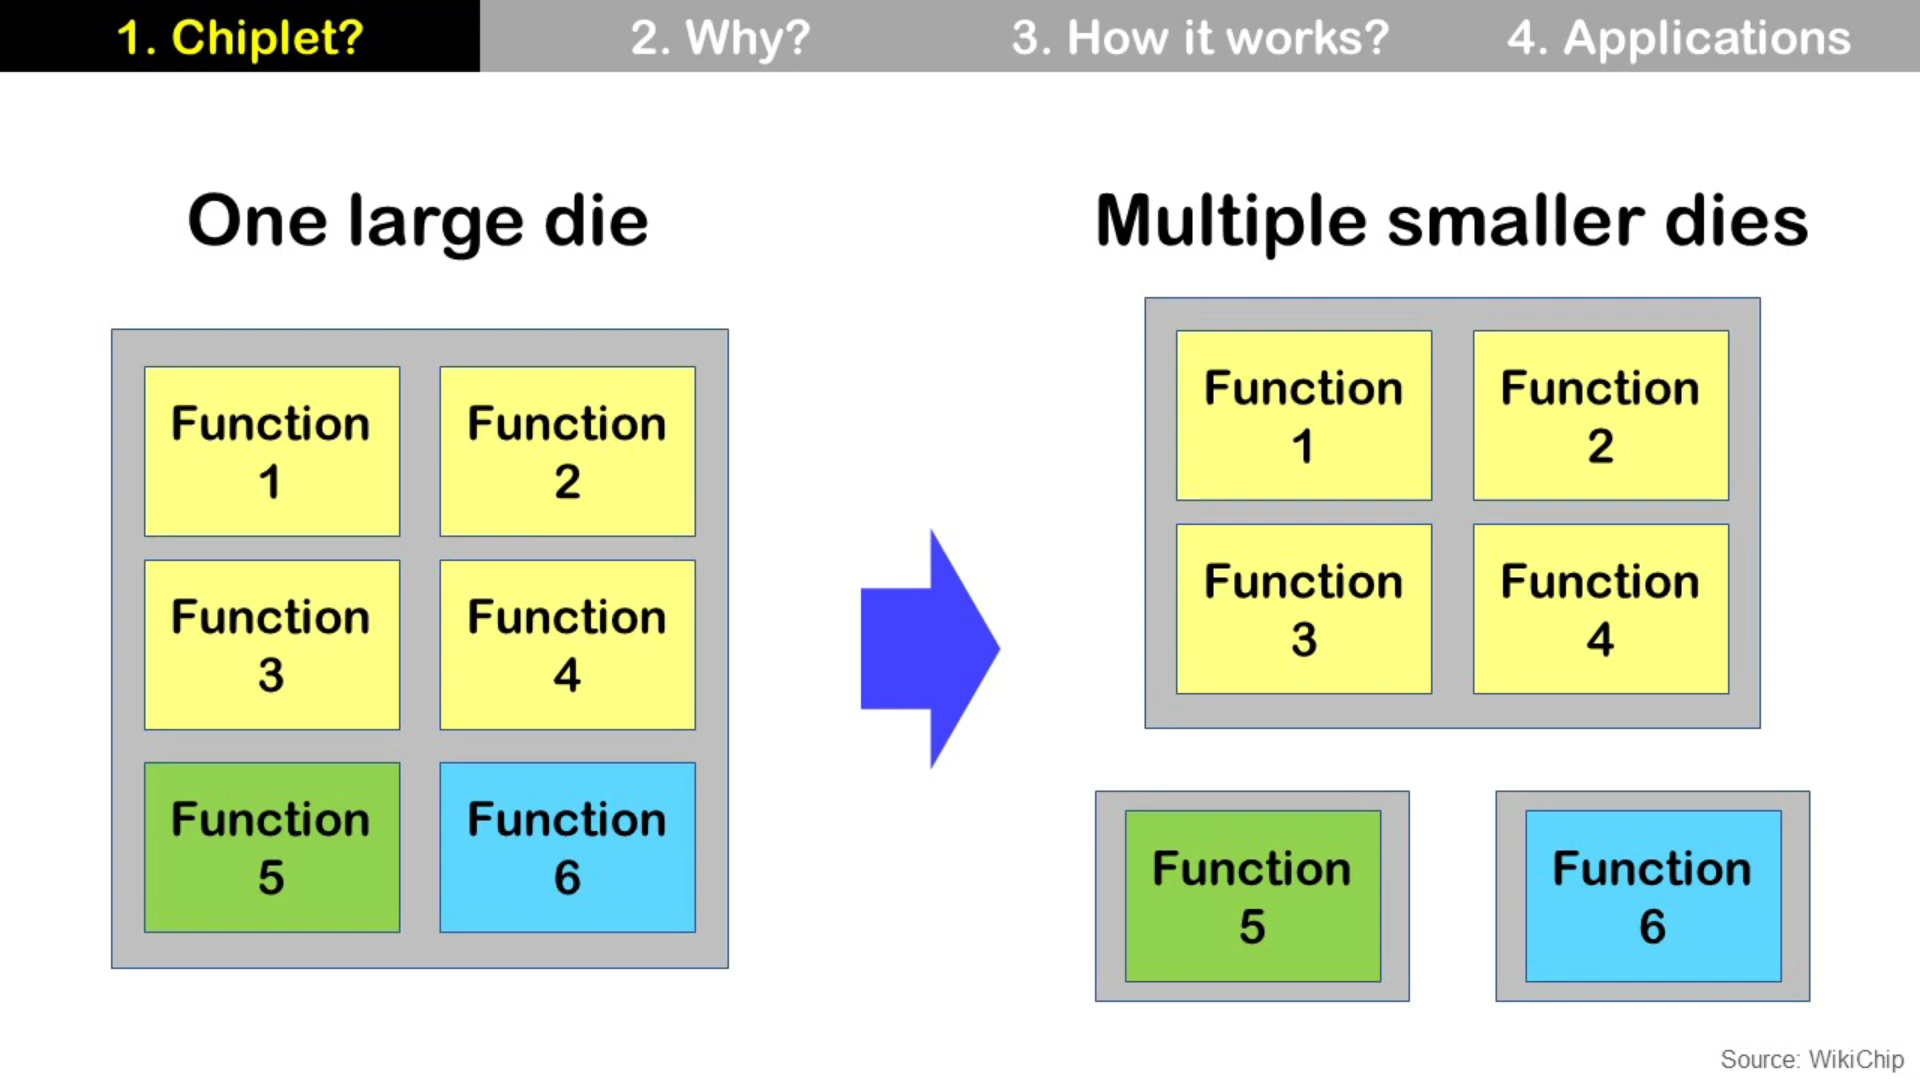 1. Chiplet?
2. Why?
3. How it works?
4. Applications
One large die
Multiple smaller dies
Function
1
Function
2
Function
3
Function
4
Function
5
Function
6
Function
1
Function
2
Function
3
Function
4
Function
5
Function
6
Source: WikiChip